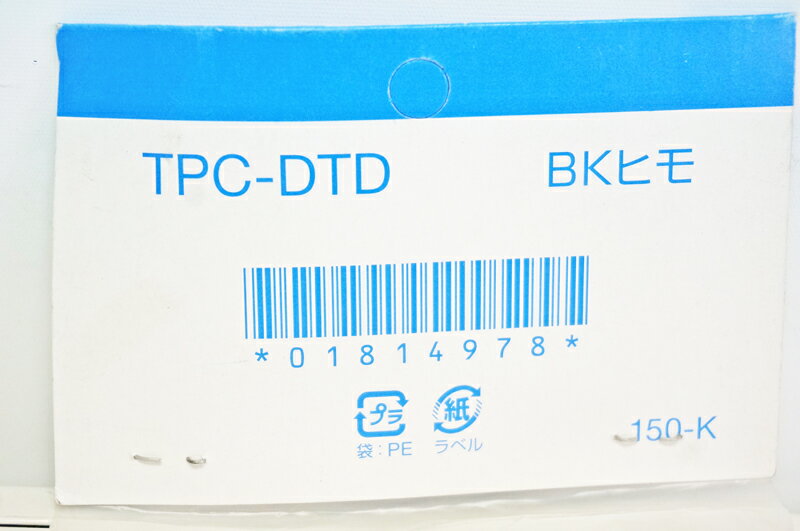 TPC-DTD BKヒモ
*01814978*
プラ 紙
袋:PE ラベル
150-K